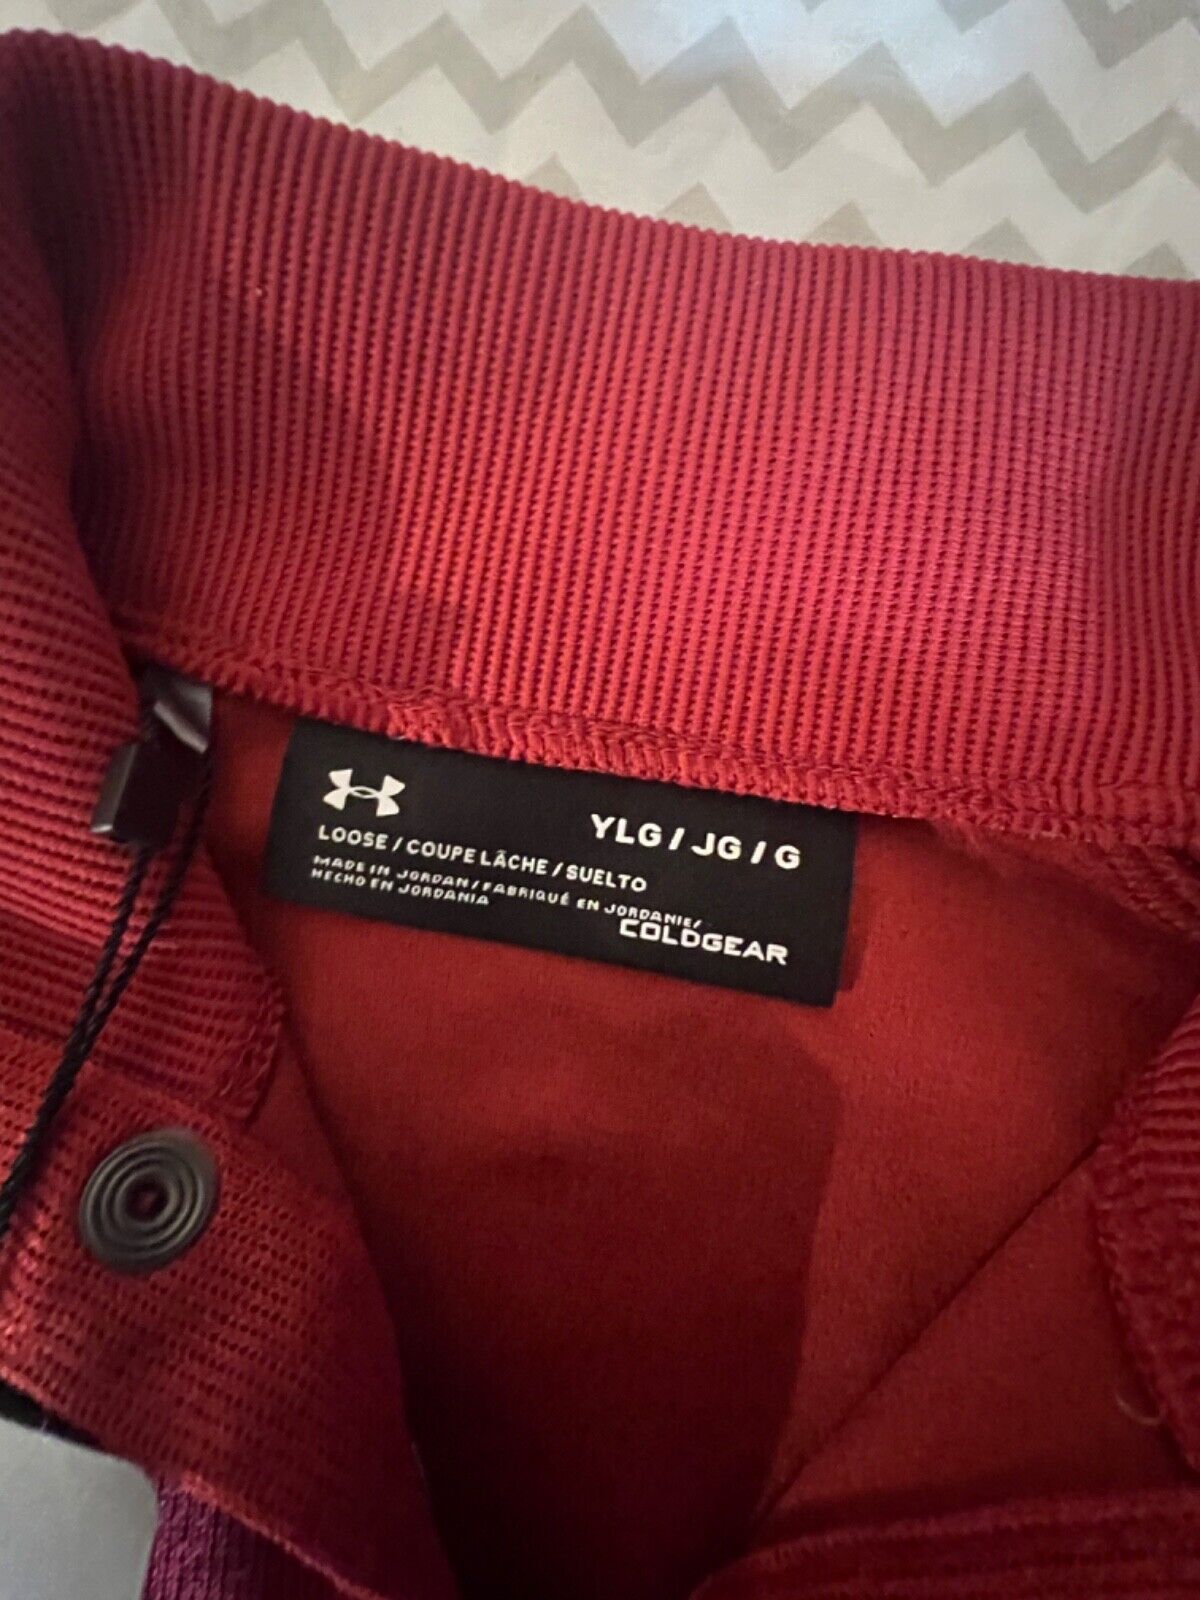 YLG / JG / G
LOOSE / COUPE LÂCHE / SUELTO
MADE IN JORDAN / FABRIQUÉ EN JORDANIE /
HECHO EN JORDANIA
COLDGEAR